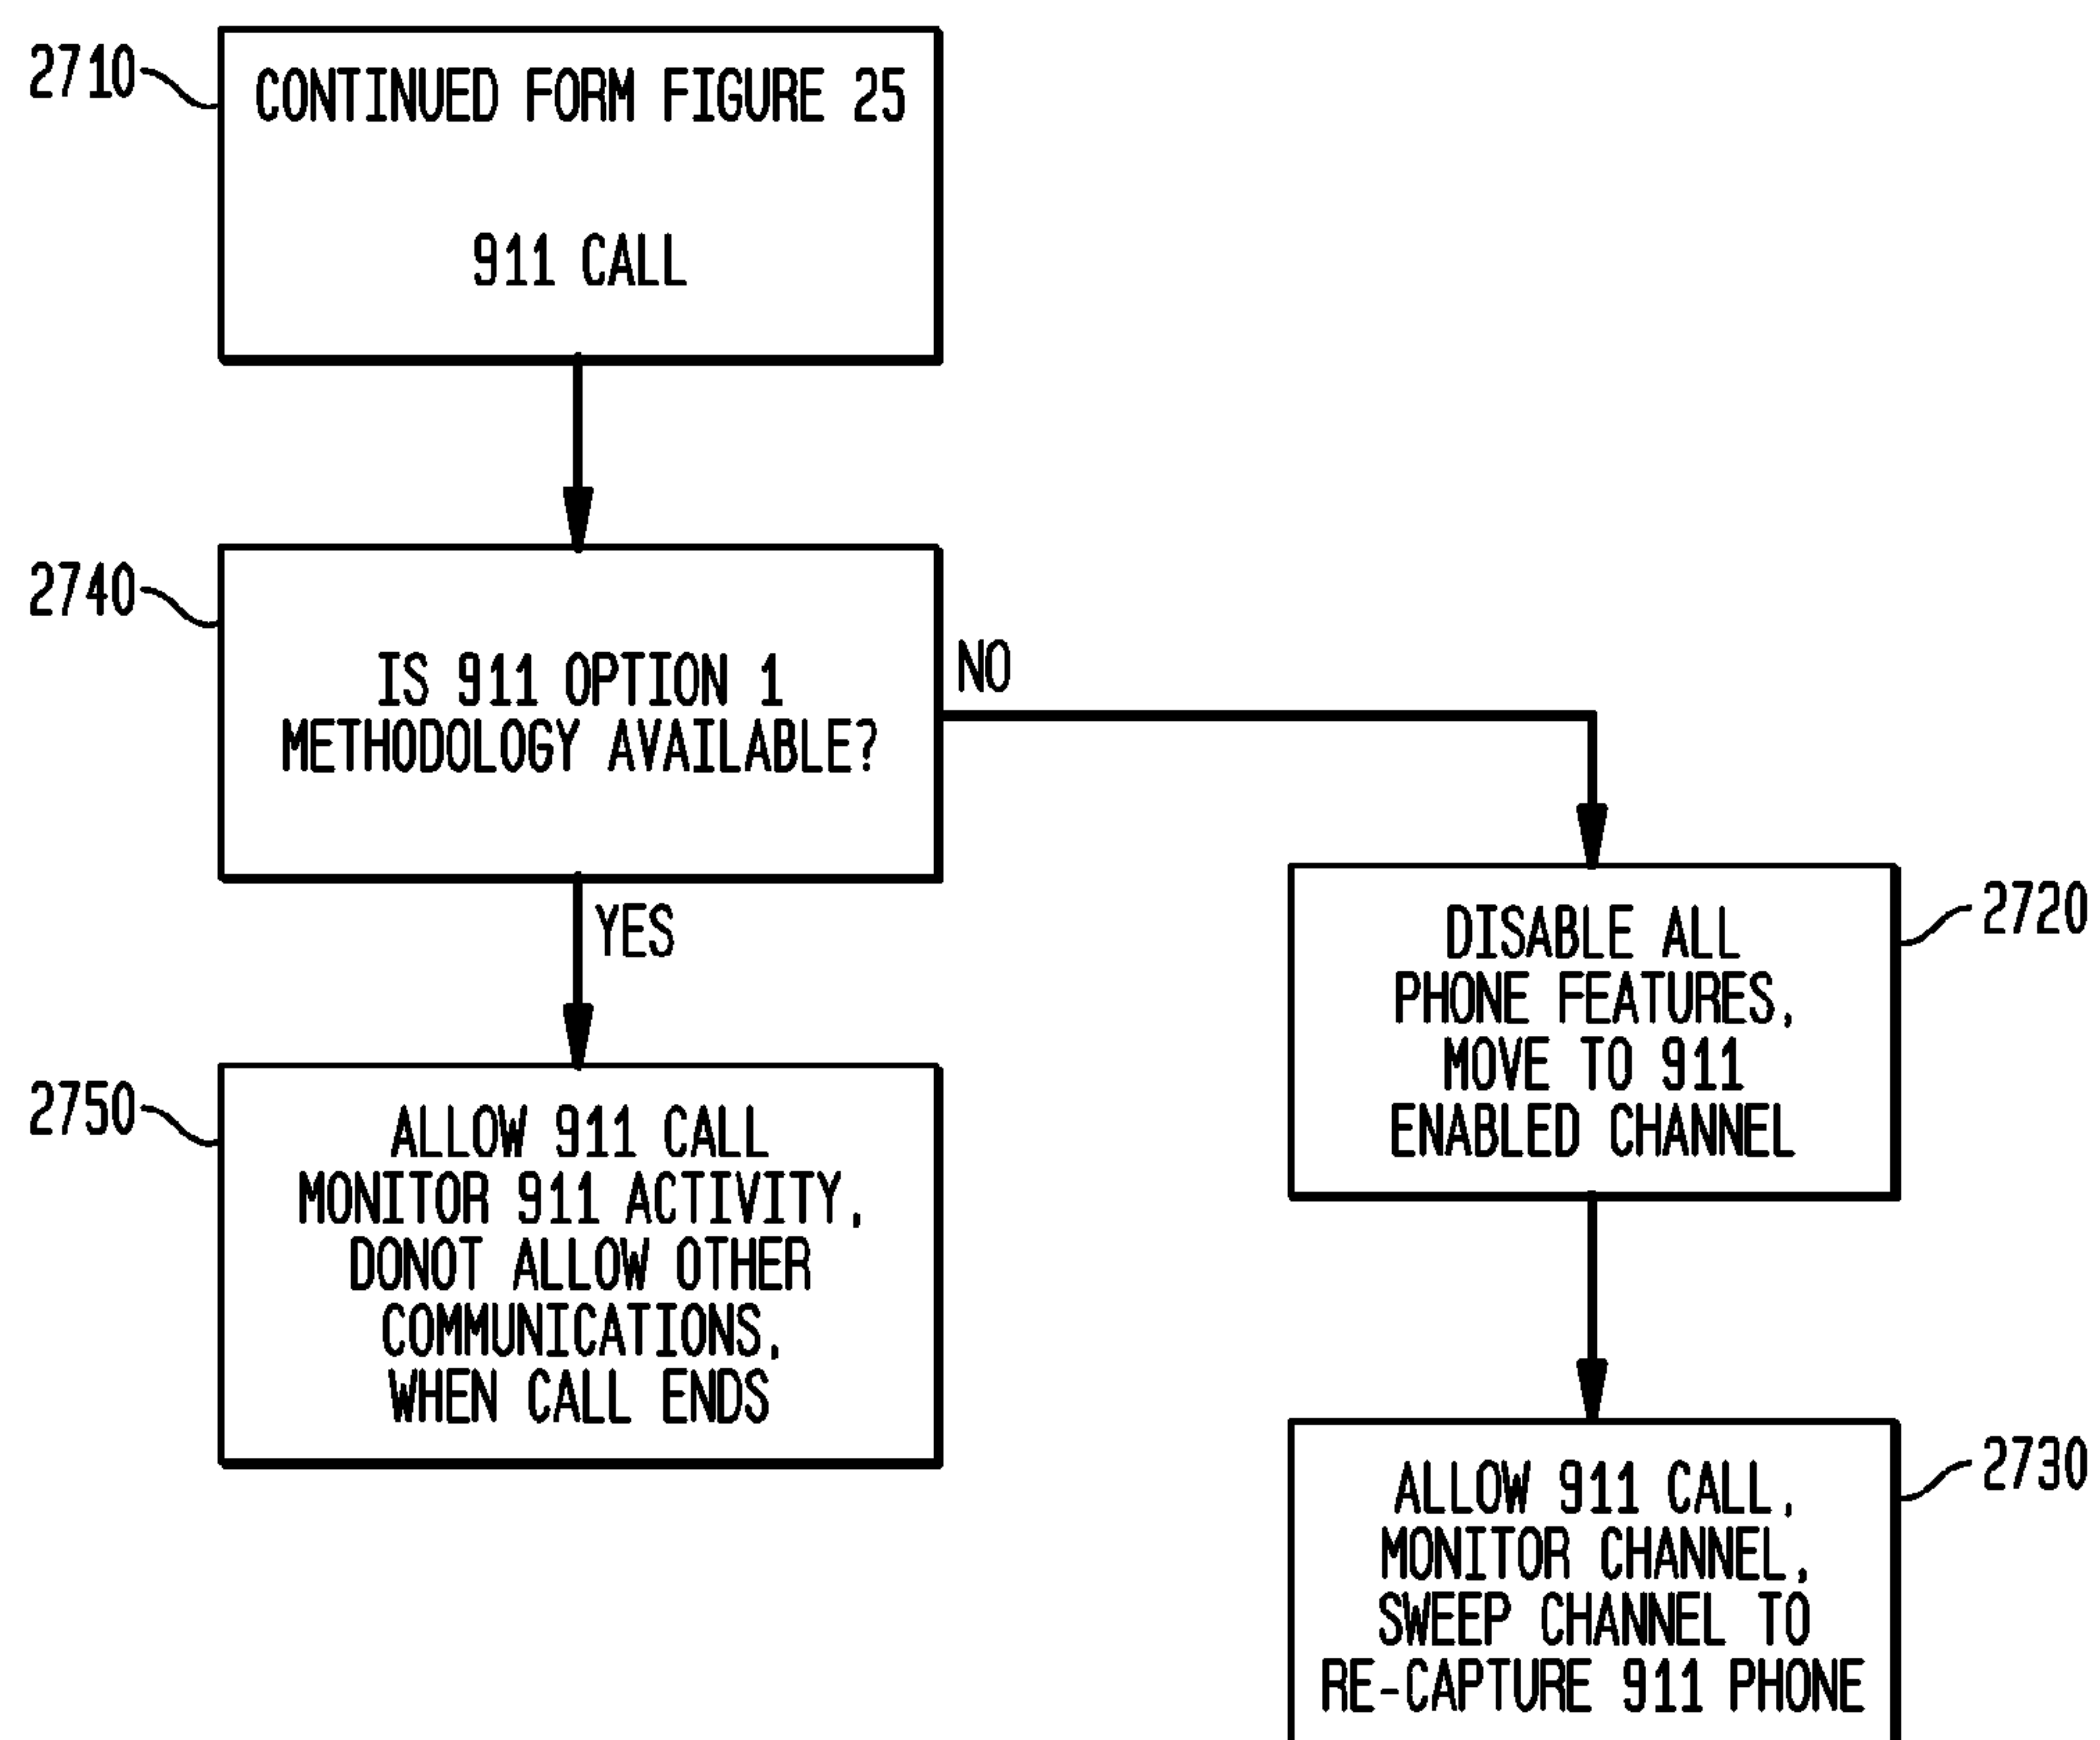 2710
CONTINUED FORM FIGURE 25
911 CALL
2740
IS 911 OPTION 1
METHODOLOGY AVAILABLE?
NO
YES
2750
ALLOW 911 CALL
MONITOR 911 ACTIVITY,
DONOT ALLOW OTHER
COMMUNICATIONS,
WHEN CALL ENDS
2720
DISABLE ALL
PHONE FEATURES,
MOVE TO 911
ENABLED CHANNEL
2730
ALLOW 911 CALL,
MONITOR CHANNEL,
SWEEP CHANNEL TO
RE-CAPTURE 911 PHONE